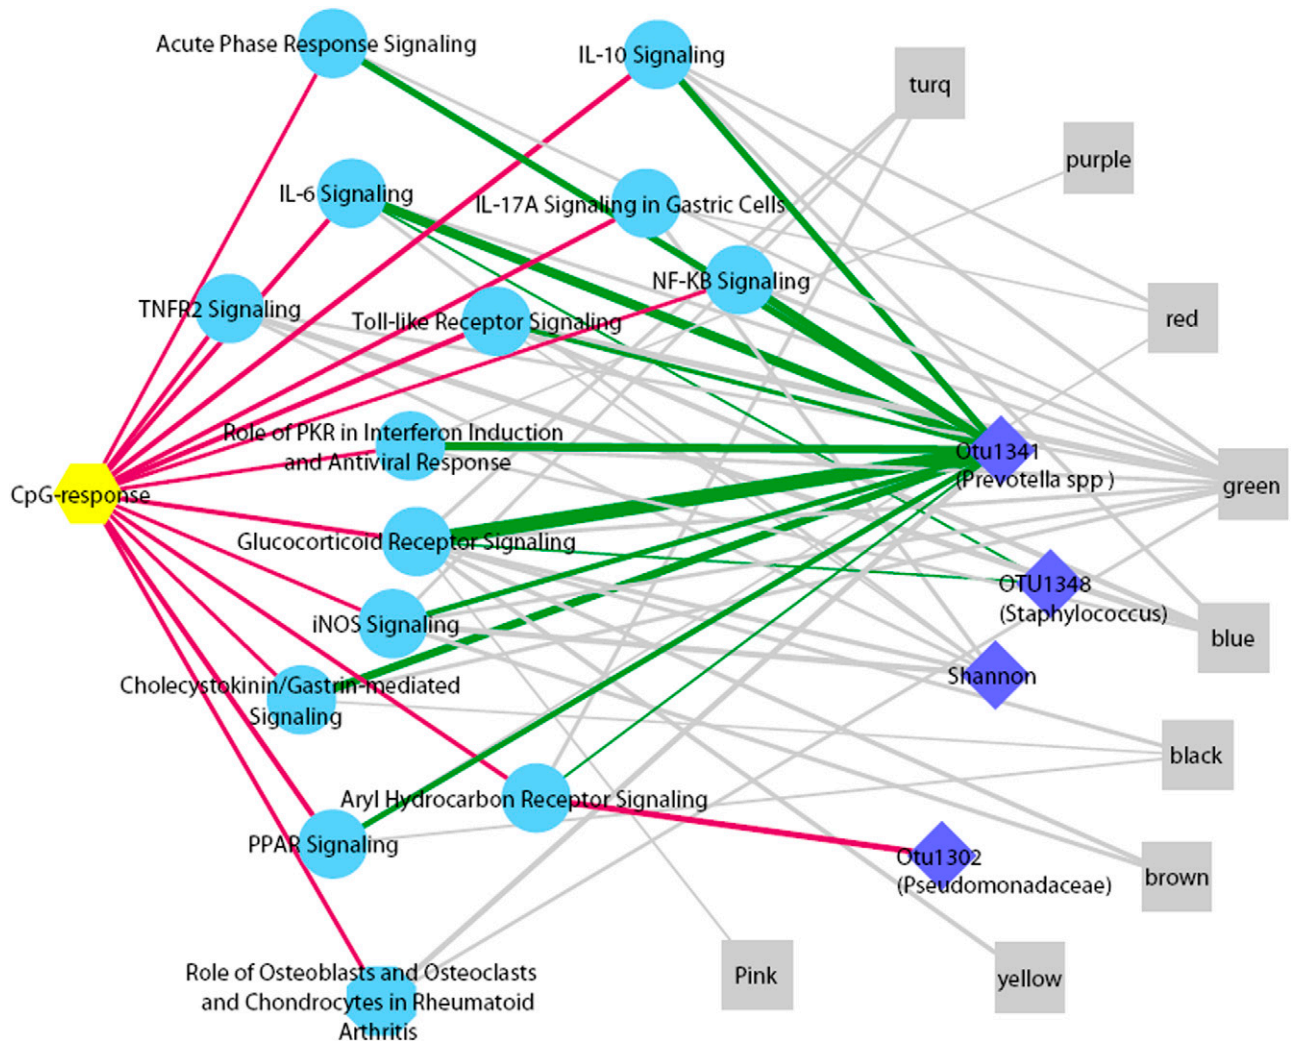 Acute Phase Response Signaling
IL-10 Signaling
turq
purple
IL-6 Signaling
IL-17A Signaling in Gastric Cells
NF-KB Signaling
TNFR2 Signaling
Toll-like Receptor Signaling
red
Role of PKR in Interferon Induction
and Antiviral Response
Otu1341
(Prevotella spp )
CpG-response
green
Glucocorticoid Receptor Signaling
OTU1348
(Staphylococcus)
iNOS Signaling
blue
Shannon
Cholecystokinin/Gastrin-mediated
Signaling
black
Aryl Hydrocarbon Receptor Signaling
PPAR Signaling
Otu1302
(Pseudomonadaceae)
brown
Role of Osteoblasts and Osteoclasts
and Chondrocytes in Rheumatoid
Arthritis
Pink
yellow